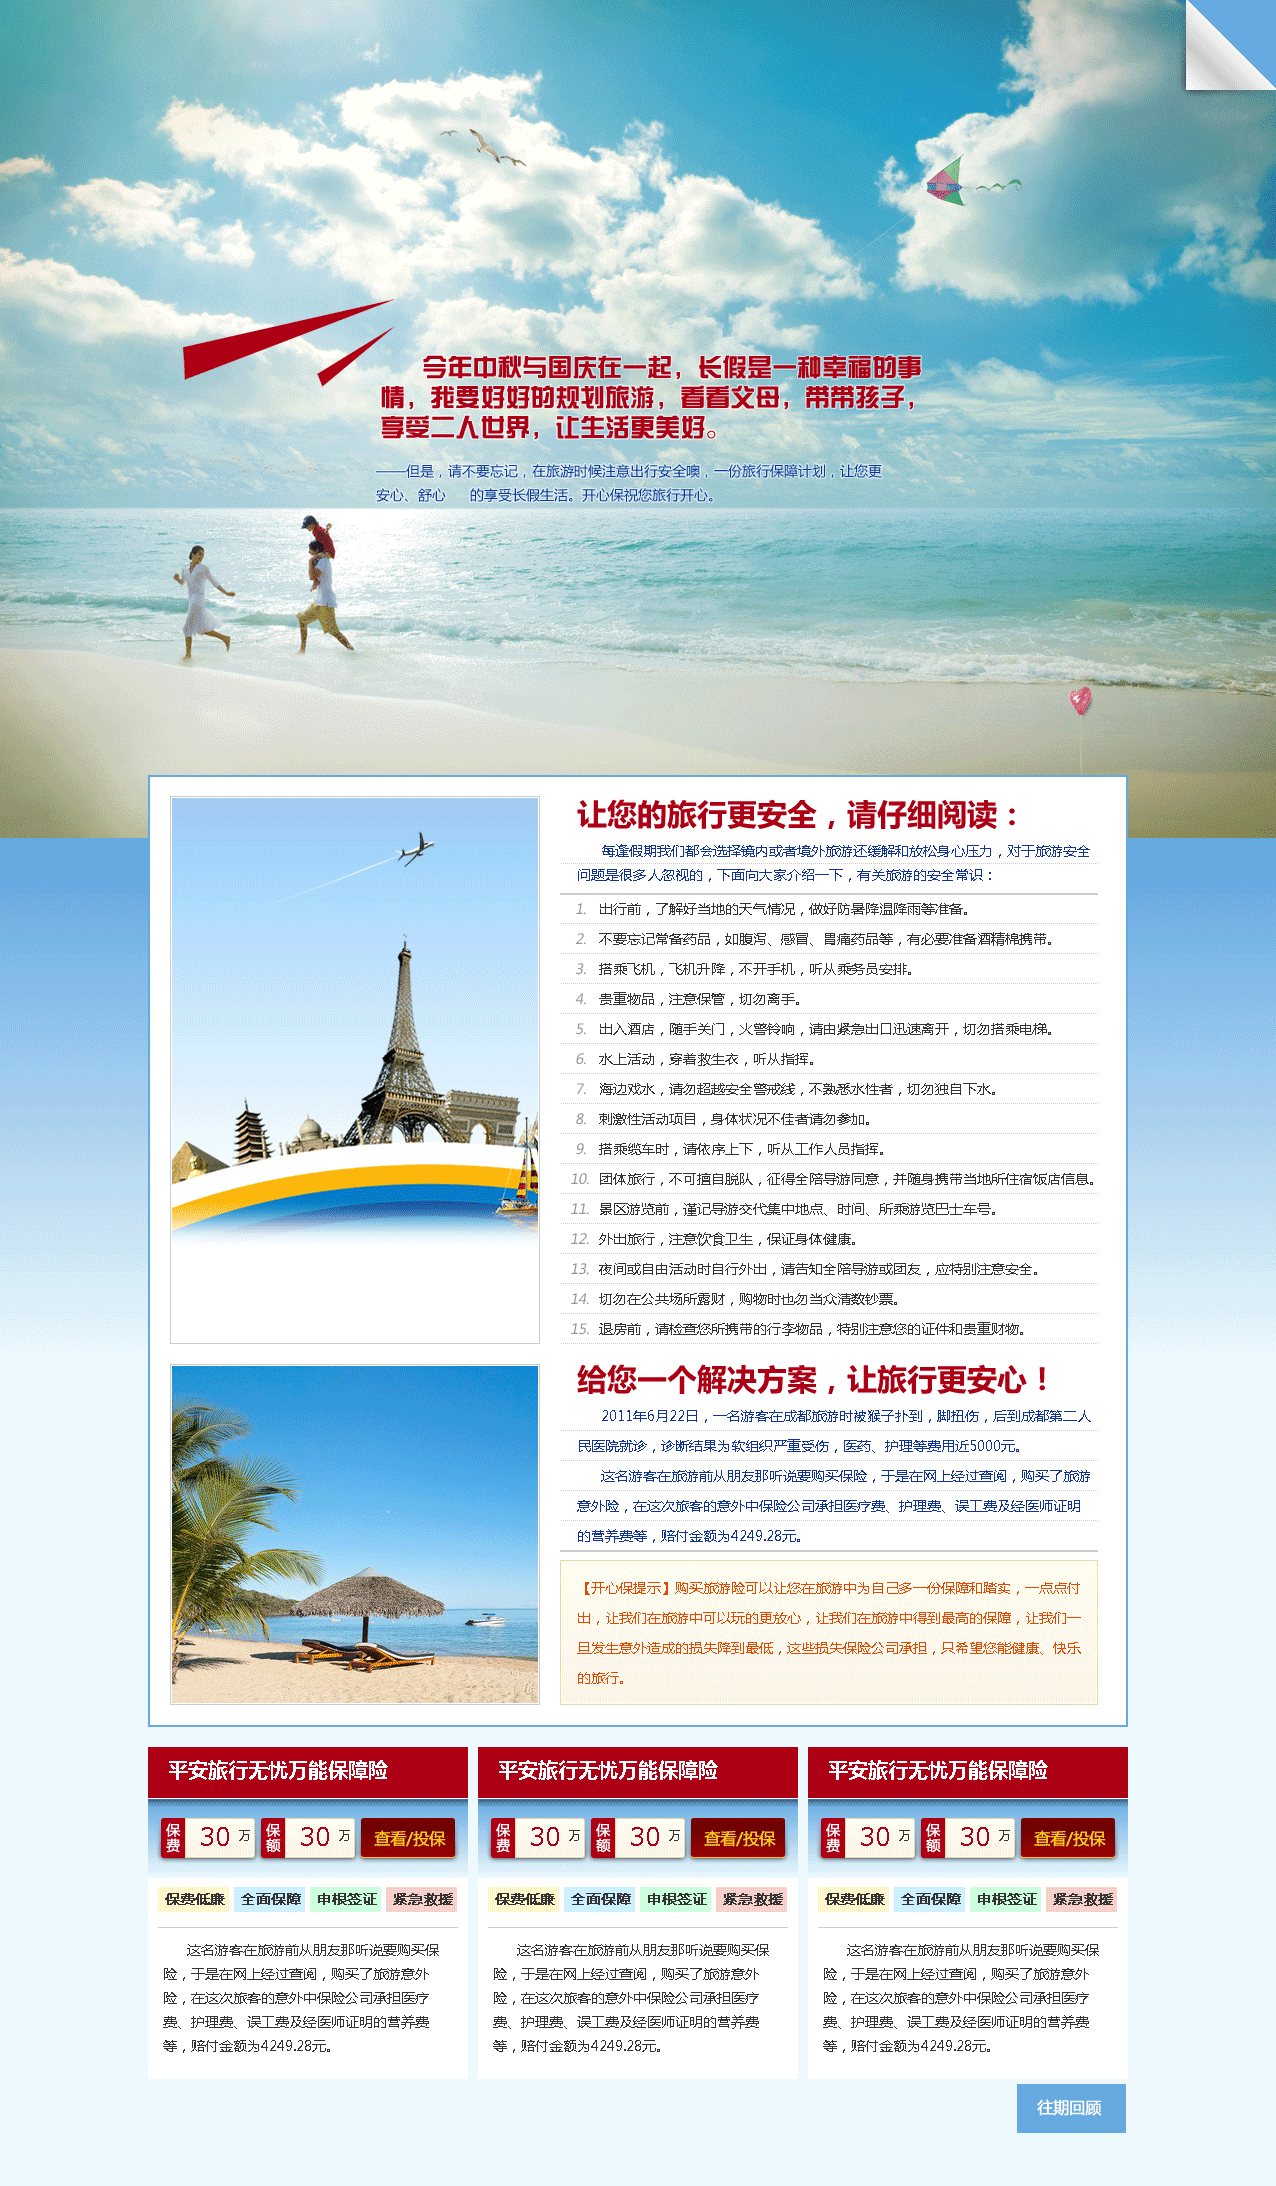 今年中秋与国庆在一起，长假是一种幸福的事
情，我要好好的规划旅游，看看父母，带带孩子，
享受二人世界，让生活更美好。
——但是，请不要忘记，在旅游时候注意出行安全噢，一份旅行保障计划，让您更
安心、舒心 的享受长假生活。开心保祝您旅行开心。
让您的旅行更安全，请仔细阅读：
每逢假期我们都会选择镜内或者境外旅游还缓解和放松身心压力，对于旅游安全
问题是很多人忽视的，下面向大家介绍一下，有关旅游的安全常识：
1. 出行前，了解好当地的天气情况，做好防暑降温降雨等准备。
2. 不要忘记常备药品，如腹泻、感冒、胃痛药品等，有必要准备酒精棉携带。
3. 搭乘飞机，飞机升降，不开手机，听从乘务员安排。
4. 贵重物品，注意保管，切勿离手。
5. 出入酒店，随手关门，火警铃响，请由紧急出口迅速离开，切勿搭乘电梯。
6. 水上活动，穿着救生衣，听从指挥。
7. 海边戏水，请勿超越安全警戒线，不熟悉水性者，切勿独自下水。
8. 刺激性活动项目，身体状况不佳者请勿参加。
9. 搭乘缆车时，请依序上下，听从工作人员指挥。
10. 团体旅行，不可擅自脱队，征得全陪导游同意，并随身携带当地所住宿饭店信息。
11. 景区游览前，谨记导游交代集中地点、时间、所乘游览巴士车号。
12. 外出旅行，注意饮食卫生，保证身体健康。
13. 夜间或自由活动时自行外出，请告知全陪导游或团友，应特别注意安全。
14. 切勿在公共场所露财，购物时也勿当众清数钞票。
15. 退房前，请检查您所携带的行李物品，特别注意您的证件和贵重财物。
给您一个解决方案，让旅行更安心！
2011年6月22日，一名游客在成都旅游时被猴子扑到，脚扭伤，后到成都第二人
民医院就诊，诊断结果为软组织严重受伤，医药、护理等费用近5000元。
这名游客在旅游前从朋友那听说要购买保险，于是在网上经过查阅，购买了旅游
意外险，在这次旅客的意外中保险公司承担医疗费、护理费、误工费及经医师证明
的营养费等，赔付金额为4249.28元。
【开心保提示】购买旅游险可以让您在旅游中为自己多一份保障和踏实，一点点付
出，让我们在旅游中可以玩的更放心，让我们在旅游中得到最高的保障，让我们一
旦发生意外造成的损失降到最低，这些损失保险公司承担，只希望您能健康、快乐
的旅行。
平安旅行无忧万能保障险
保费 30 万 保额 30 万 查看/投保
保费低廉 全面保障 申根签证 紧急救援
这名游客在旅游前从朋友那听说要购买保
险，于是在网上经过查阅，购买了旅游意外
险，在这次旅客的意外中保险公司承担医疗
费、护理费、误工费及经医师证明的营养费
等，赔付金额为4249.28元。
平安旅行无忧万能保障险
保费 30 万 保额 30 万 查看/投保
保费低廉 全面保障 申根签证 紧急救援
这名游客在旅游前从朋友那听说要购买保
险，于是在网上经过查阅，购买了旅游意外
险，在这次旅客的意外中保险公司承担医疗
费、护理费、误工费及经医师证明的营养费
等，赔付金额为4249.28元。
平安旅行无忧万能保障险
保费 30 万 保额 30 万 查看/投保
保费低廉 全面保障 申根签证 紧急救援
这名游客在旅游前从朋友那听说要购买保
险，于是在网上经过查阅，购买了旅游意外
险，在这次旅客的意外中保险公司承担医疗
费、护理费、误工费及经医师证明的营养费
等，赔付金额为4249.28元。
往期回顾